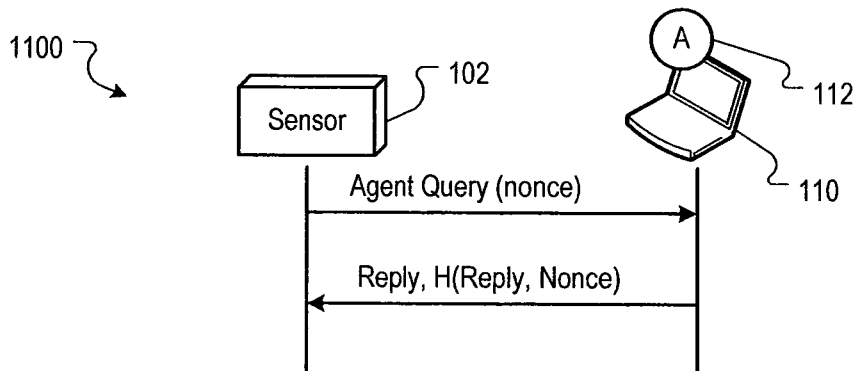 1100
102
A
Sensor
112
110
Agent Query (nonce)
Reply, H(Reply, Nonce)